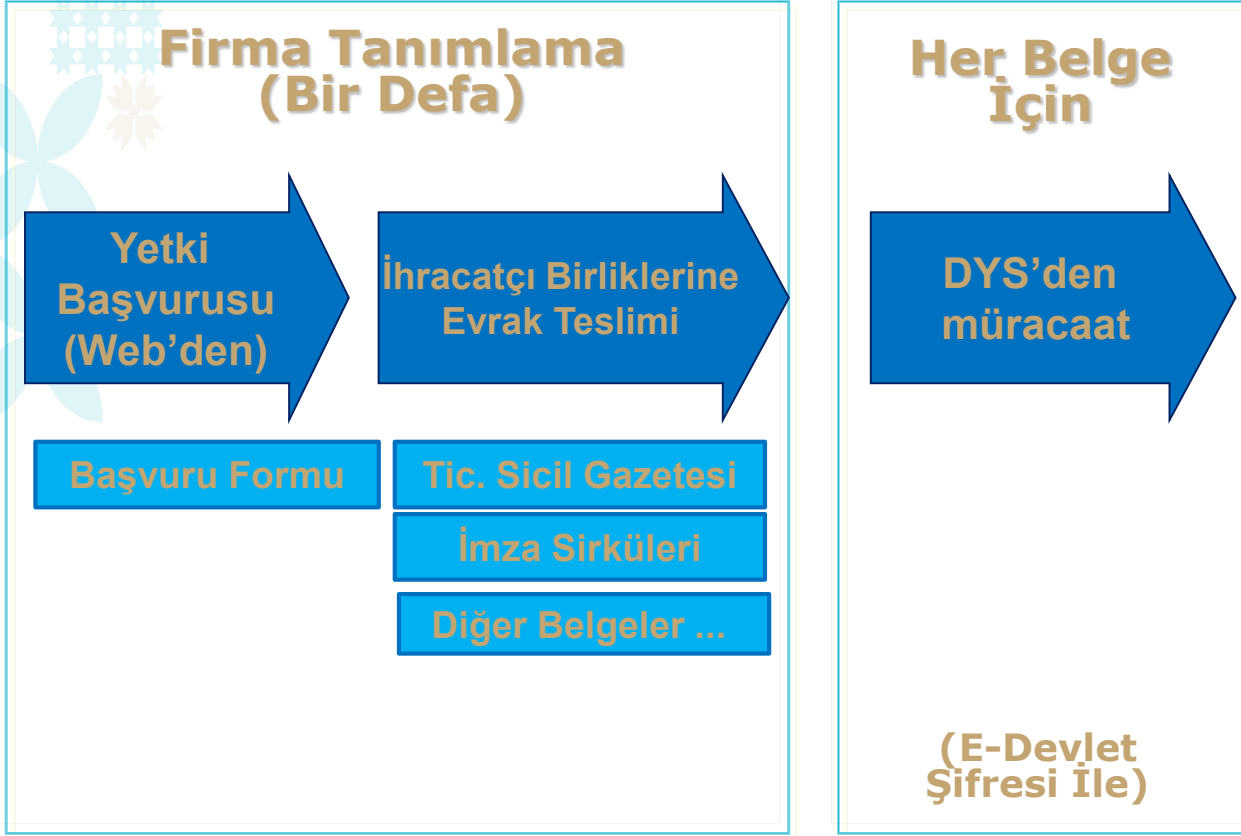 Firma Tanımlama
(Bir Defa)
Yetki
Başvurusu
(Web’den)
İhracatçı Birliklerine
Evrak Teslimi
Başvuru Formu
Tic. Sicil Gazetesi
İmza Sirküleri
Diğer Belgeler ...
Her Belge
İçin
DYS’den
müracaat
(E-Devlet
Şifresi İle)